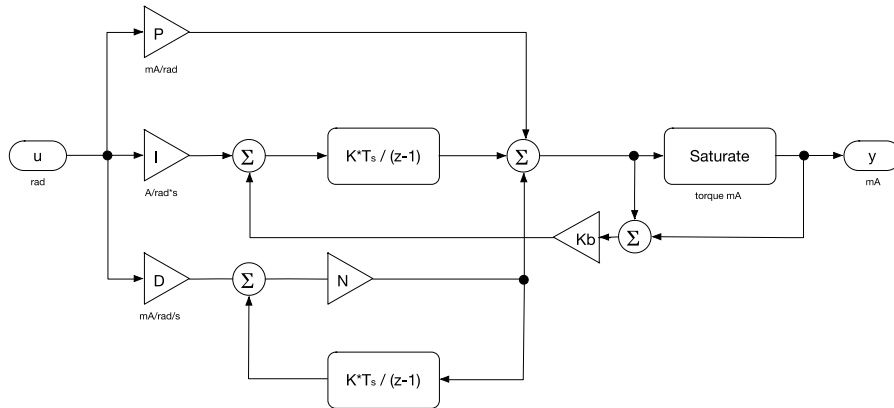 P
mA/rad
u
rad
I
A/rad*s
Σ
K*Ts / (z-1)
Σ
Saturate
torque mA
y
mA
Kb
Σ
D
mA/rad/s
Σ
N
K*Ts / (z-1)